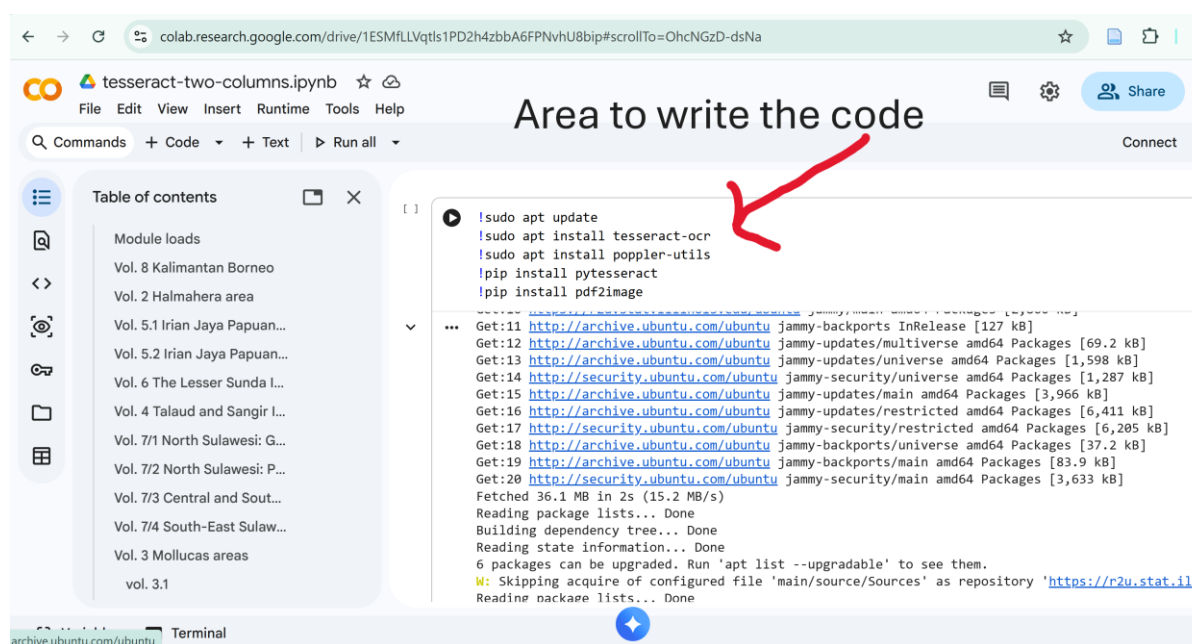 colab.research.google.com/drive/1ESMfLLVqtls1PD2h4zbbA6FPNvhU8bip#scrollTo=OhcNGzD-dsNa
CO tesseract-two-columns.ipynb
File Edit View Insert Runtime Tools Help
Share
Area to write the code
Commands + Code + Text Run all
Connect
Table of contents
Module loads
Vol. 8 Kalimantan Borneo
Vol. 2 Halmahera area
Vol. 5.1 Irian Jaya Papuan...
Vol. 5.2 Irian Jaya Papuan...
Vol. 6 The Lesser Sunda I...
Vol. 4 Talaud and Sangir I...
Vol. 7/1 North Sulawesi: G...
Vol. 7/2 North Sulawesi: P...
Vol. 7/3 Central and Sout...
Vol. 7/4 South-East Sulaw...
Vol. 3 Mollucas areas
vol. 3.1
[ ]
!sudo apt update
!sudo apt install tesseract-ocr
!sudo apt install poppler-utils
!pip install pytesseract
!pip install pdf2image
Get:11 http://archive.ubuntu.com/ubuntu jammy-backports InRelease [127 kB]
Get:12 http://archive.ubuntu.com/ubuntu jammy-updates/multiverse amd64 Packages [69.2 kB]
Get:13 http://archive.ubuntu.com/ubuntu jammy-updates/universe amd64 Packages [1,598 kB]
Get:14 http://security.ubuntu.com/ubuntu jammy-security/universe amd64 Packages [1,287 kB]
Get:15 http://archive.ubuntu.com/ubuntu jammy-updates/main amd64 Packages [3,966 kB]
Get:16 http://archive.ubuntu.com/ubuntu jammy-updates/restricted amd64 Packages [6,411 kB]
Get:17 http://security.ubuntu.com/ubuntu jammy-security/restricted amd64 Packages [6,205 kB]
Get:18 http://archive.ubuntu.com/ubuntu jammy-backports/universe amd64 Packages [37.2 kB]
Get:19 http://archive.ubuntu.com/ubuntu jammy-backports/main amd64 Packages [83.9 kB]
Get:20 http://security.ubuntu.com/ubuntu jammy-security/main amd64 Packages [3,633 kB]
Fetched 36.1 MB in 2s (15.2 MB/s)
Reading package lists... Done
Building dependency tree... Done
Reading state information... Done
6 packages can be upgraded. Run 'apt list --upgradable' to see them.
W: Skipping acquire of configured file 'main/source/Sources' as repository 'https://r2u.stat.il
Reading package lists... Done
Terminal
archive.ubuntu.com/ubuntu